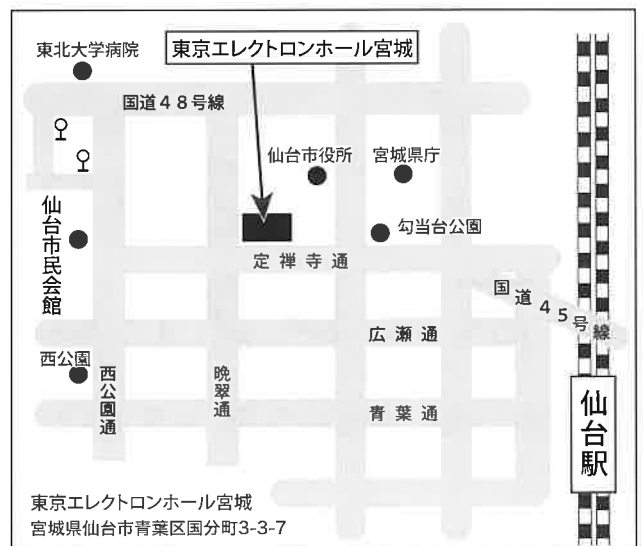 東北大学病院
東京エレクトロンホール宮城
国道48号線
仙台市役所
宮城県庁
仙台市民会館
勾当台公園
定禅寺通
国道45号線
広瀬通
西公園
西公園通
晩翠通
青葉通
仙台駅
東京エレクトロンホール宮城
宮城県仙台市青葉区国分町3-3-7